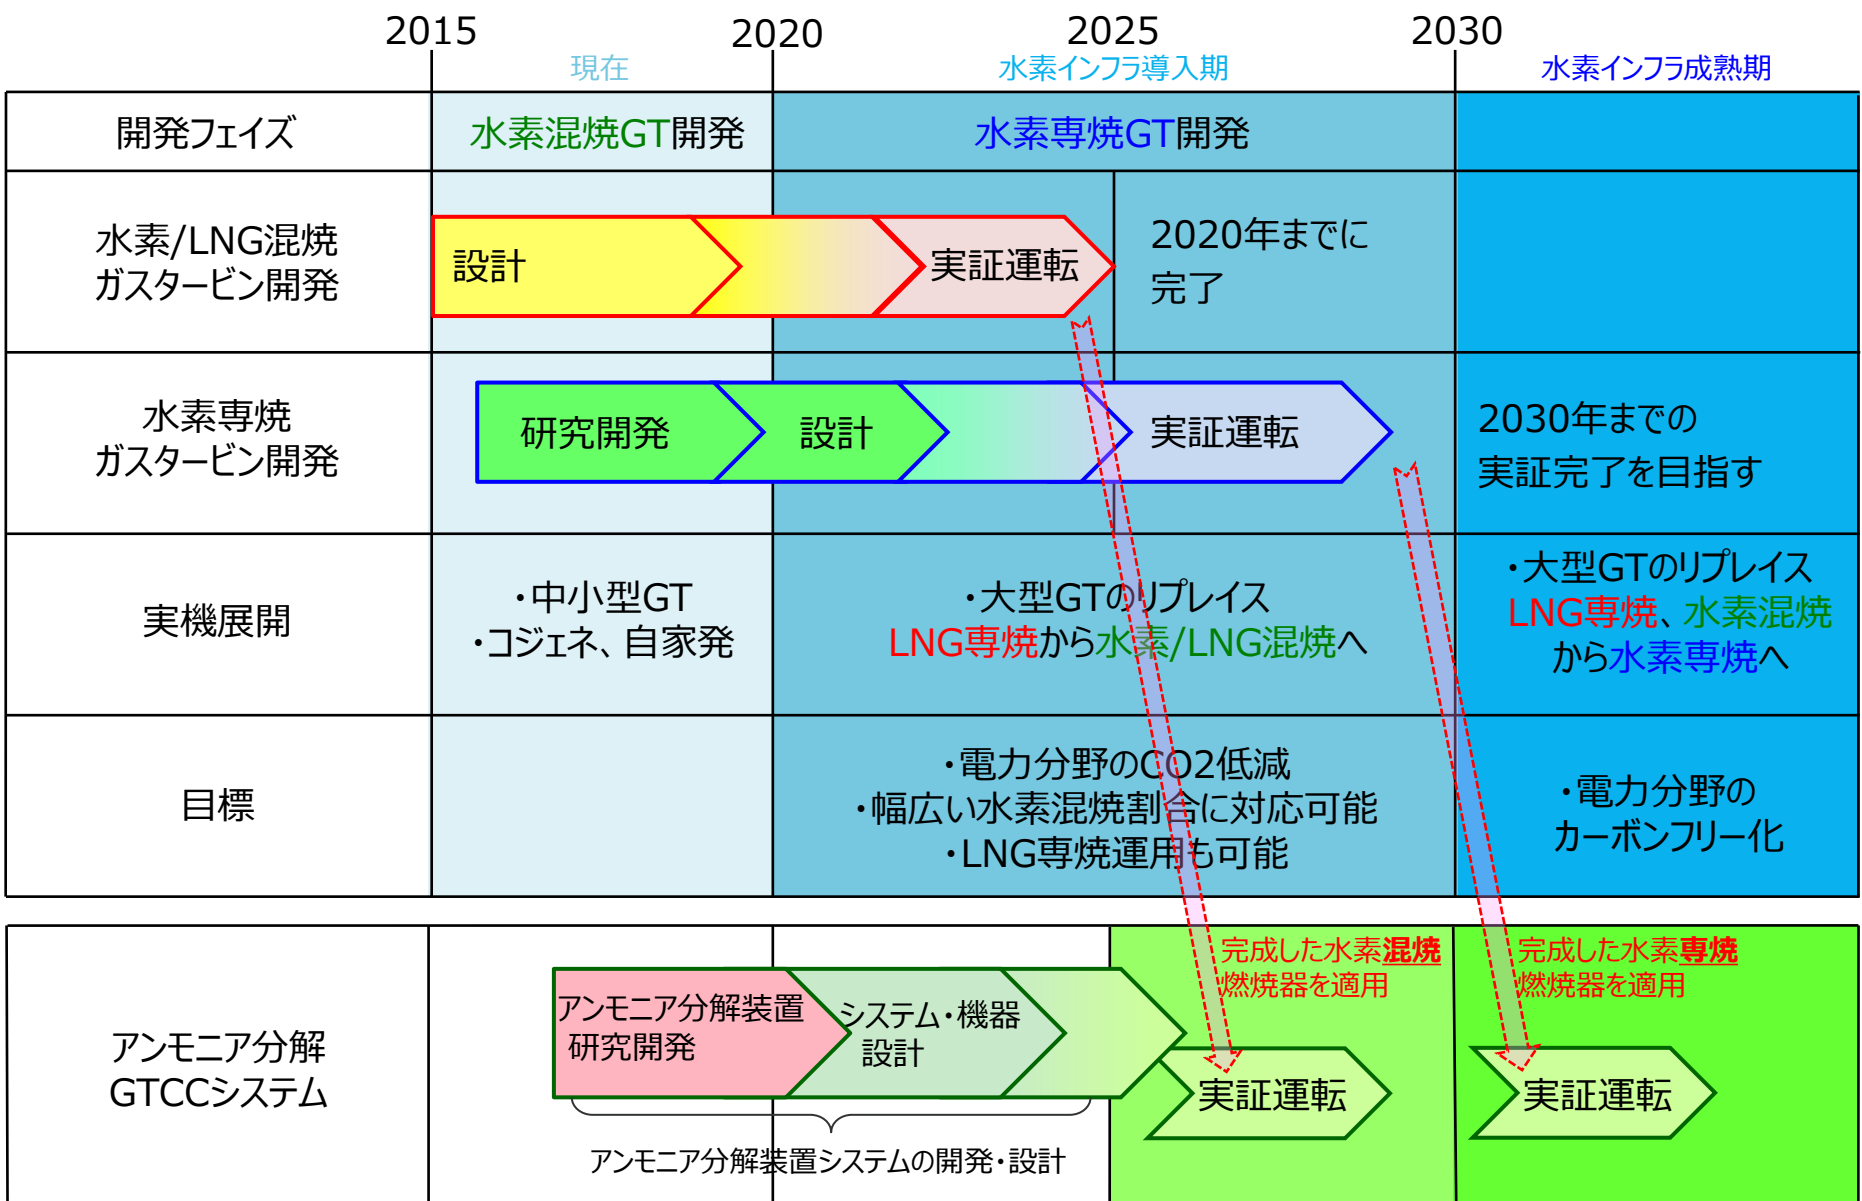 2015
2020
2025
2030
現在
水素インフラ導入期
水素インフラ成熟期
開発フェイズ
水素混焼GT開発
水素専焼GT開発
水素/LNG混焼
ガスタービン開発
設計
実証運転
2020年までに
完了
水素専焼
ガスタービン開発
研究開発
設計
実証運転
2030年までの
実証完了を目指す
実機展開
・中小型GT
・コジェネ、自家発
・大型GTのリプレイス
LNG専焼から水素/LNG混焼へ
・大型GTのリプレイス
LNG専焼、水素混焼
から水素専焼へ
目標
・電力分野のCO2低減
・幅広い水素混焼割合に対応可能
・LNG専焼運用も可能
・電力分野の
カーボンフリー化
アンモニア分解
GTCCシステム
アンモニア分解装置
研究開発
システム・機器
設計
アンモニア分解装置システムの開発・設計
完成した水素混焼
燃焼器を適用
実証運転
完成した水素専焼
燃焼器を適用
実証運転